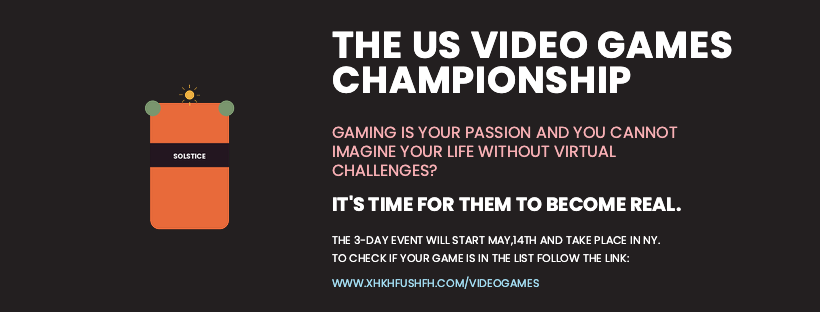 SOLSTICE
THE US VIDEO GAMES
CHAMPIONSHIP
GAMING IS YOUR PASSION AND YOU CANNOT
IMAGINE YOUR LIFE WITHOUT VIRTUAL
CHALLENGES?
IT'S TIME FOR THEM TO BECOME REAL.
THE 3-DAY EVENT WILL START MAY,14TH AND TAKE PLACE IN NY.
TO CHECK IF YOUR GAME IS IN THE LIST FOLLOW THE LINK:
WWW.XHKHFUSHFH.COM/VIDEOGAMES